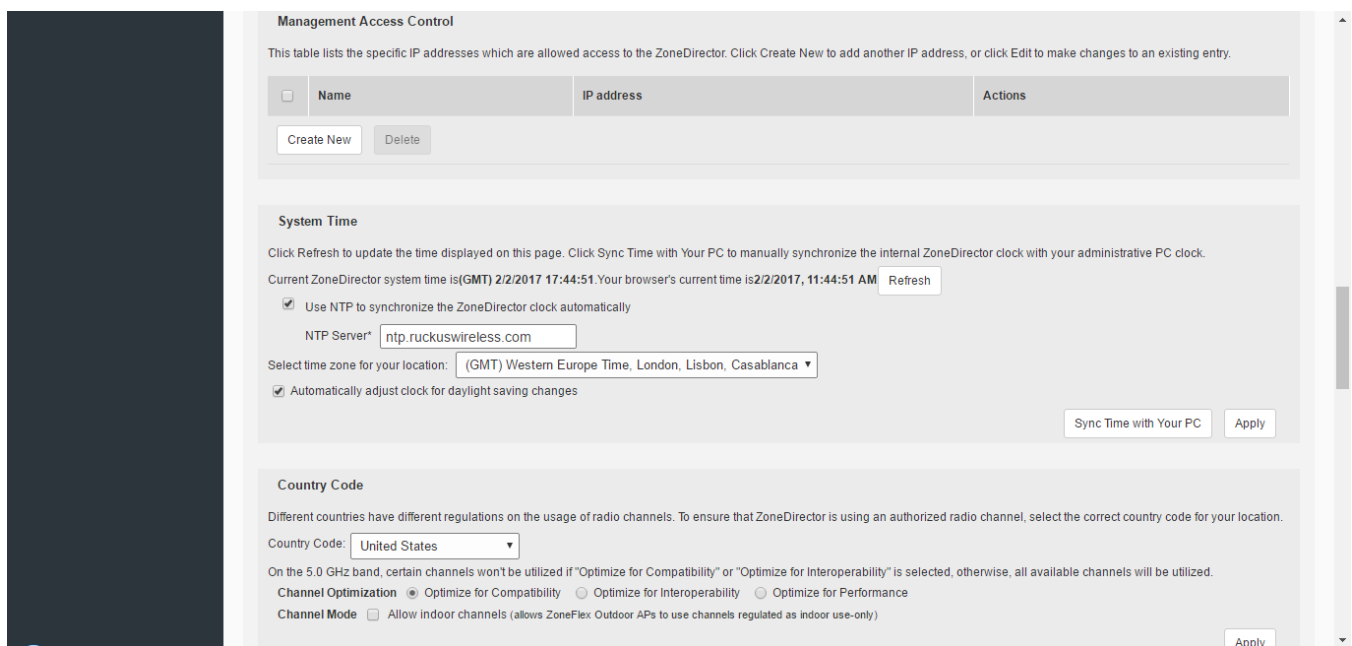 Management Access Control
This table lists the specific IP addresses which are allowed access to the ZoneDirector. Click Create New to add another IP address, or click Edit to make changes to an existing entry.
Name IP address Actions
Create New Delete
System Time
Click Refresh to update the time displayed on this page. Click Sync Time with Your PC to manually synchronize the internal ZoneDirector clock with your administrative PC clock.
Current ZoneDirector system time is(GMT) 2/2/2017 17:44:51.Your browser's current time is2/2/2017, 11:44:51 AM Refresh
Use NTP to synchronize the ZoneDirector clock automatically
NTP Server* ntp.ruckuswireless.com
Select time zone for your location: (GMT) Western Europe Time, London, Lisbon, Casablanca
Automatically adjust clock for daylight saving changes
Sync Time with Your PC Apply
Country Code
Different countries have different regulations on the usage of radio channels. To ensure that ZoneDirector is using an authorized radio channel, select the correct country code for your location.
Country Code: United States
On the 5.0 GHz band, certain channels won't be utilized if "Optimize for Compatibility" or "Optimize for Interoperability" is selected, otherwise, all available channels will be utilized.
Channel Optimization Optimize for Compatibility Optimize for Interoperability Optimize for Performance
Channel Mode Allow indoor channels (allows ZoneFlex Outdoor APs to use channels regulated as indoor use-only)
Apply